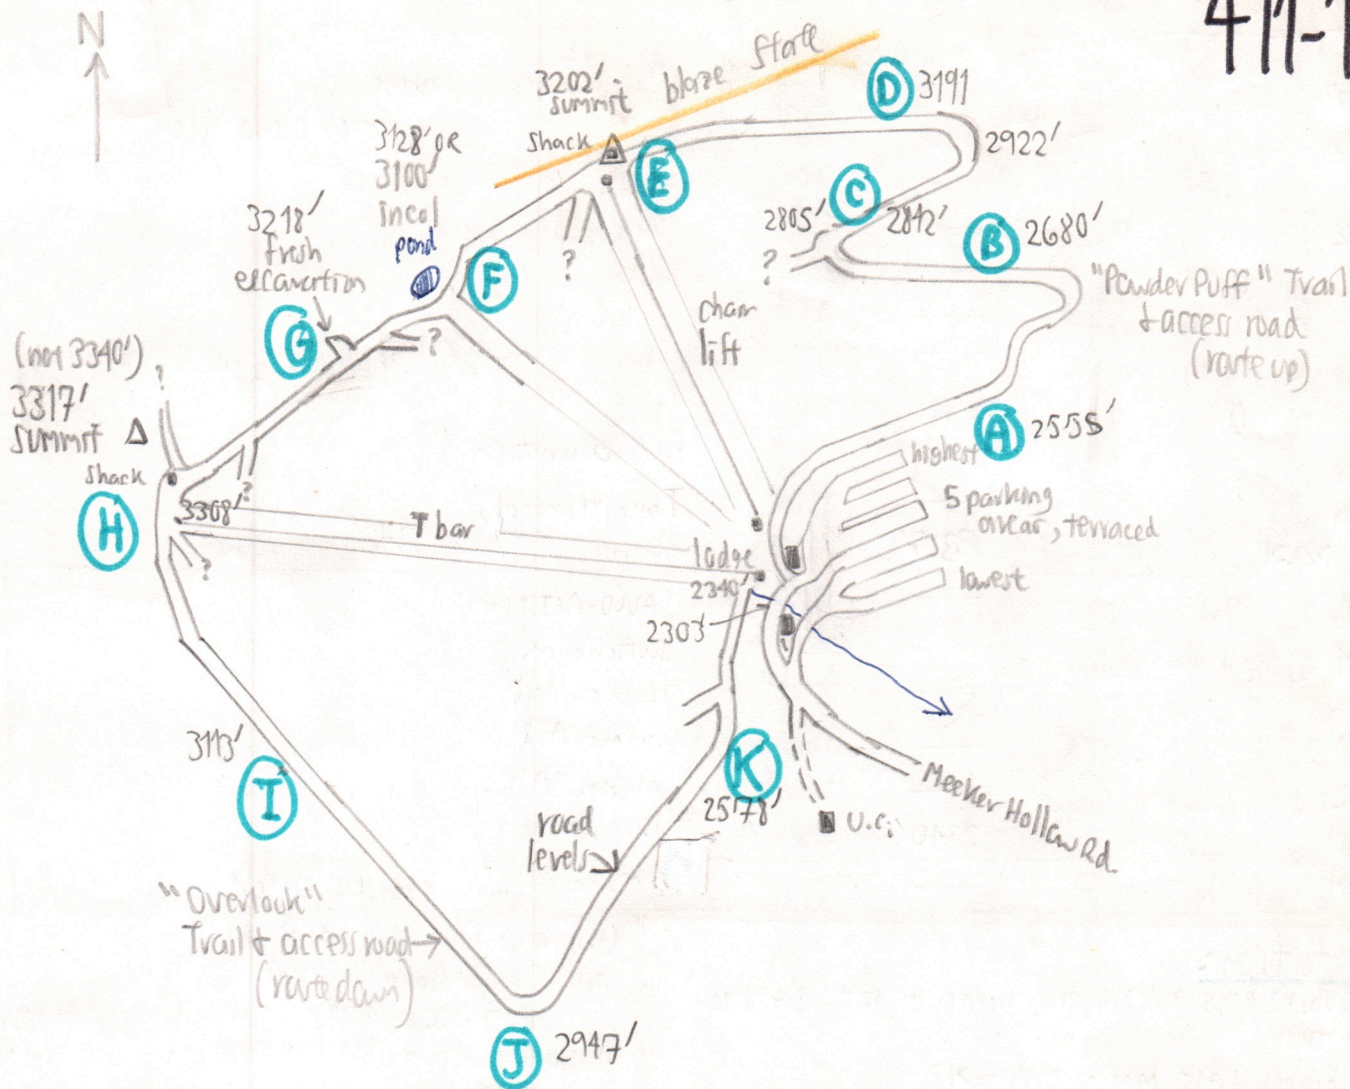 N
411-1
blaze
3202'
summit
shack
D 3191
2922'
E
3128' OR
3100'
in col
pond
C
2805'
2842'
B 2680'
?
"Powder Puff" Trail
& access road
(route up)
3218'
fresh
excavation
?
F
chair
lift
G
?
(not 3340')
?
3317'
summit
shack
A 2555'
highest
5 parking
areas, terraced
lowest
?
3308'
H
T bar
?
lodge
2340'
2303'
3113'
I
K
2578'
Meeker Hollow Rd.
U.C.
road
levels
"Overlook"
Trail & access road
(route down)
J 2947'